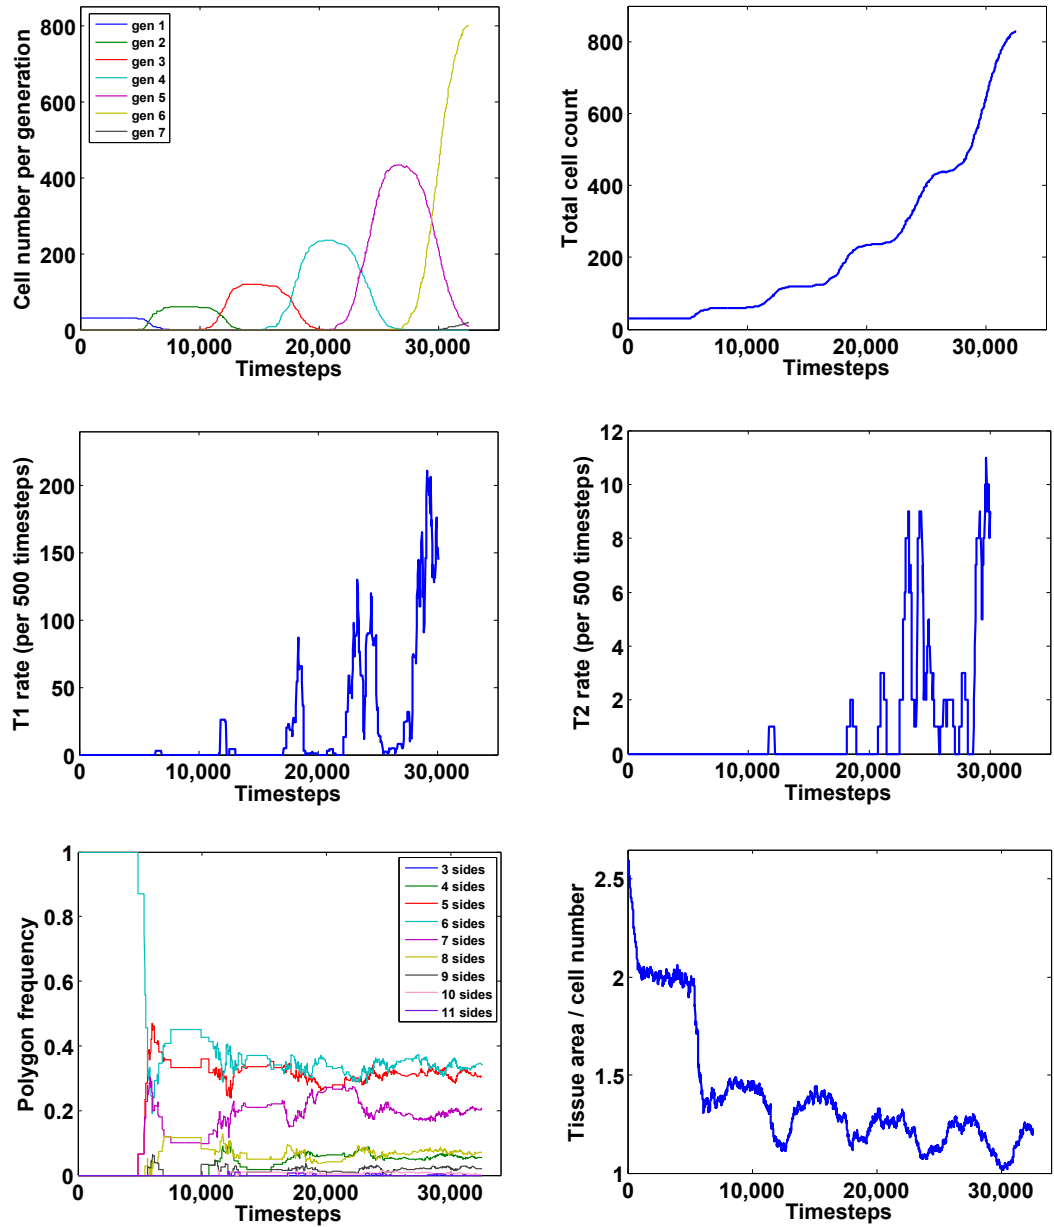 Cell number per generation
800
600
400
200
0
gen 1
gen 2
gen 3
gen 4
gen 5
gen 6
gen 7
0 10,000 20,000 30,000
Timesteps
Total cell count
800
600
400
200
0
0 10,000 20,000 30,000
Timesteps
T1 rate (per 500 timesteps)
200
150
100
50
0
0 10,000 20,000 30,000
Timesteps
T2 rate (per 500 timesteps)
12
10
8
6
4
2
0
0 10,000 20,000 30,000
Timesteps
Polygon frequency
1
0.8
0.6
0.4
0.2
0
3 sides
4 sides
5 sides
6 sides
7 sides
8 sides
9 sides
10 sides
11 sides
0 10,000 20,000 30,000
Timesteps
Tissue area / cell number
2.5
2
1.5
1
0 10,000 20,000 30,000
Timesteps